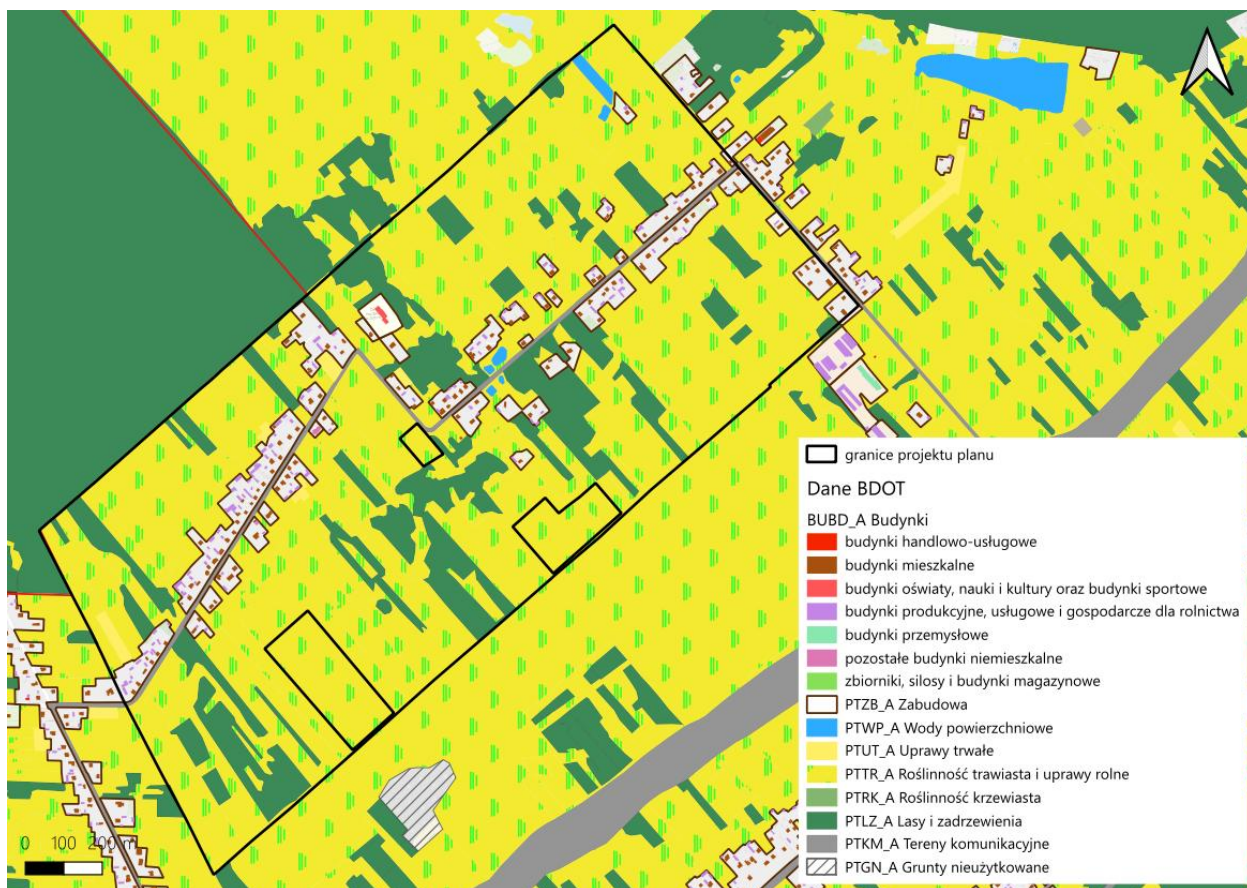 granice projektu planu
Dane BDOT
BUBD_A Budynki
budynki handlowo-usługowe
budynki mieszkalne
budynki oświaty, nauki i kultury oraz budynki sportowe
budynki produkcyjne, usługowe i gospodarcze dla rolnictwa
budynki przemysłowe
pozostałe budynki niemieszkalne
zbiorniki, silosy i budynki magazynowe
PTZB_A Zabudowa
PTWP_A Wody powierzchniowe
PTUT_A Uprawy trwałe
PTTR_A Roślinność trawiasta i uprawy rolne
PTRK_A Roślinność krzewiasta
PTLZ_A Lasy i zadrzewienia
PTKM_A Tereny komunikacyjne
PTGN_A Grunty nieużytkowane
0 100 200 m